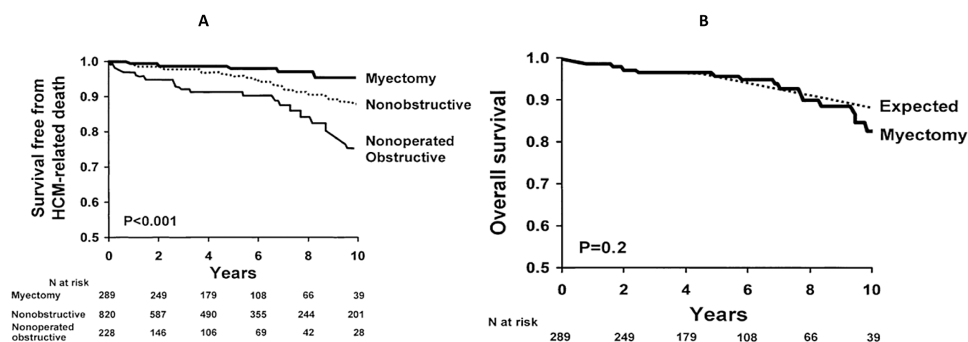 A
Survival free from
HCM-related death
1.0
0.9
0.8
0.7
0.6
0.5
Myectomy
Nonobstructive
Nonoperated
Obstructive
P<0.001
0 2 4 6 8 10
Years
N at risk
Myectomy 289 249 179 108 66 39
Nonobstructive 820 587 490 355 244 201
Nonoperated
obstructive 228 146 106 69 42 28
B
Overall survival
1.0
0.9
0.8
0.7
0.6
0.5
Expected
Myectomy
P=0.2
0 2 4 6 8 10
Years
N at risk
289 249 179 108 66 39